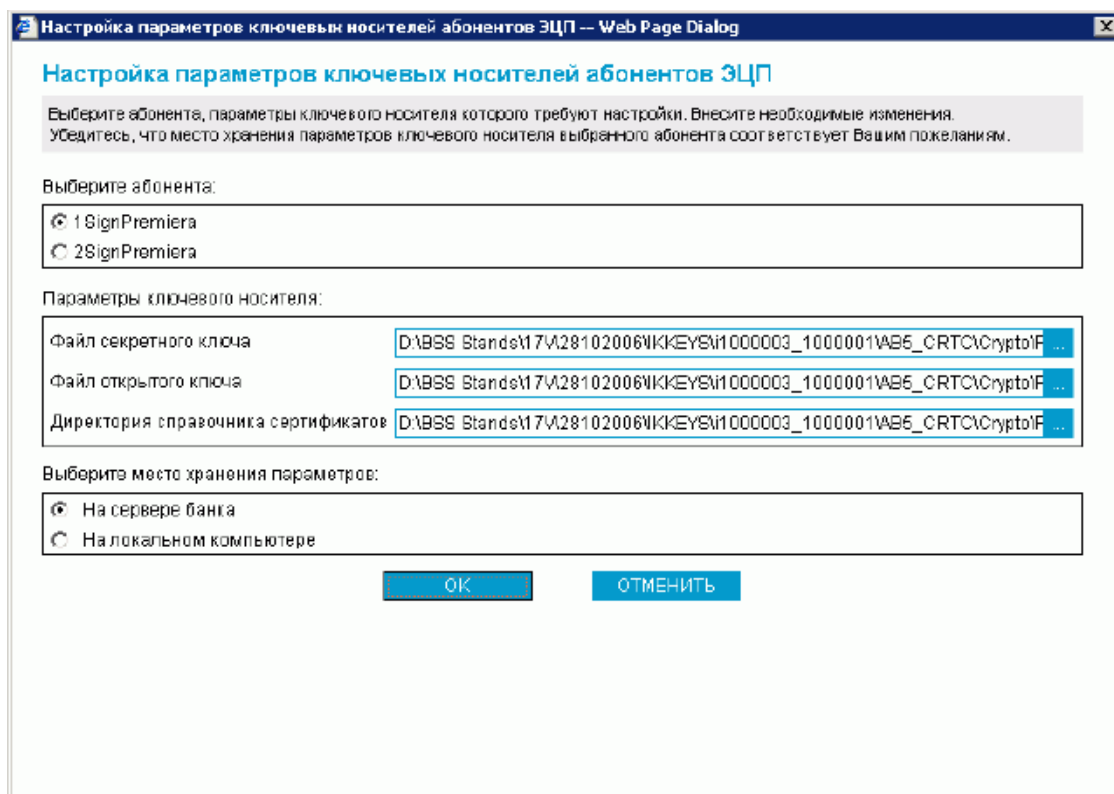 Настройка параметров ключевых носителей абонентов ЭЦП -- Web Page Dialog
Настройка параметров ключевых носителей абонентов ЭЦП
Выберите абонента, параметры ключевого носителя которого требуют настройки. Внесите необходимые изменения.
Убедитесь, что место хранения параметров ключевого носителя выбранного абонента соответствует Вашим пожеланиям.
Выберите абонента:
1SignPremiera
2SignPremiera
Параметры ключевого носителя:
Файл секретного ключа D:\BSS Stands\17\V\28102006\IKKEYS\i1000003_1000001\AB5_CRTC\Crypto\F ...
Файл открытого ключа D:\BSS Stands\17\V\28102006\IKKEYS\i1000003_1000001\AB5_CRTC\Crypto\F ...
Директория справочника сертификатов D:\BSS Stands\17\V\28102006\IKKEYS\i1000003_1000001\AB5_CRTC\Crypto\F ...
Выберите место хранения параметров:
На сервере банка
На локальном компьютере
ОК ОТМЕНИТЬ